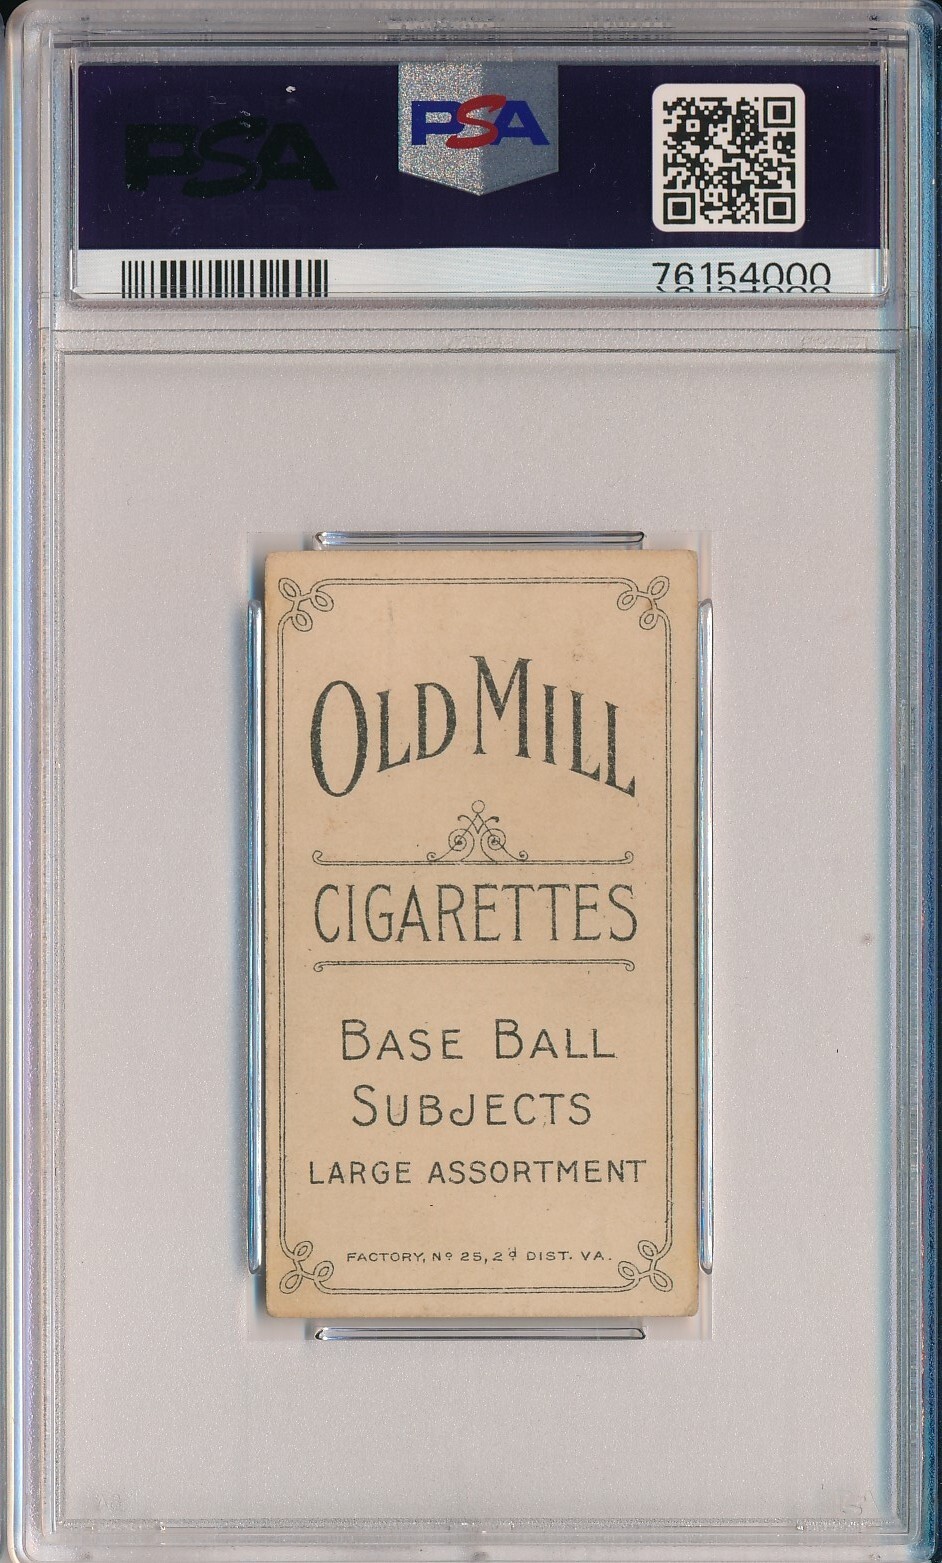 PSA PSA
76154000
OLD MILL
CIGARETTES
BASE BALL
SUBJECTS
LARGE ASSORTMENT
FACTORY, Nº 25, 2ᵈ DIST. VA.